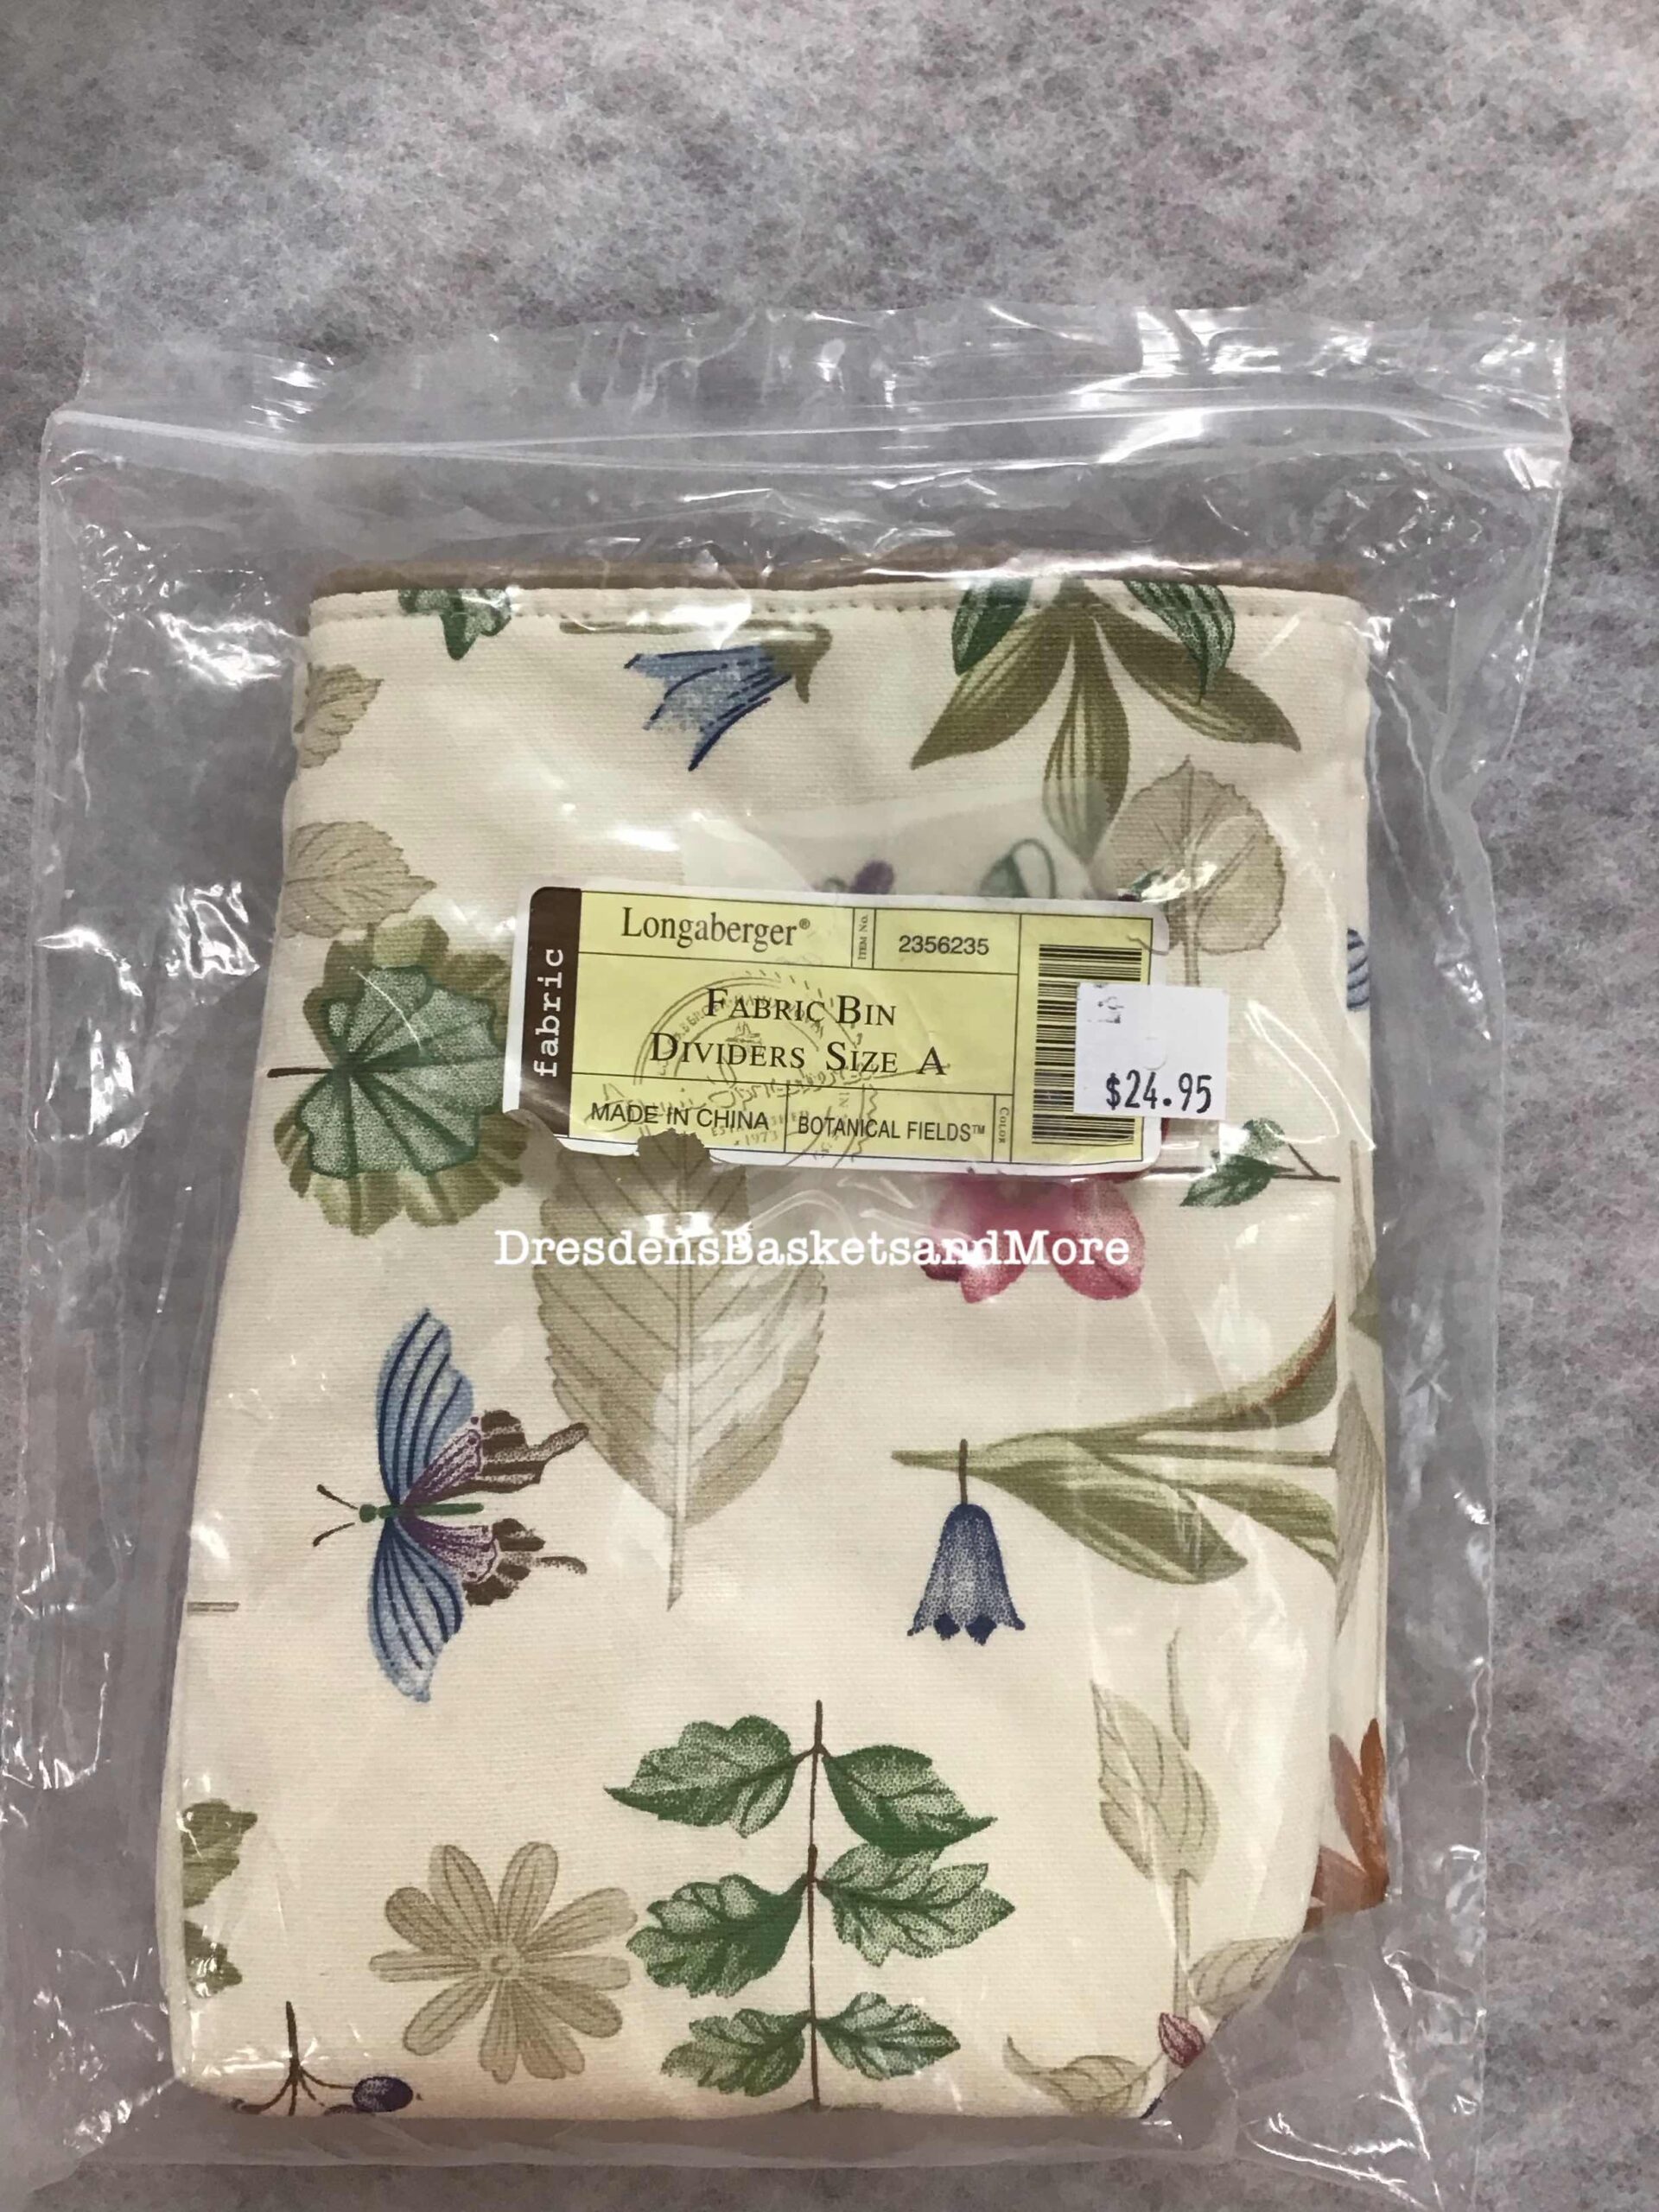 fabric
Longaberger®
ITEM NO.
2356235
FABRIC BIN
DIVIDERS SIZE A
MADE IN CHINA
BOTANICAL FIELDS™
COLOR
$24.95
DresdensBasketsandMore